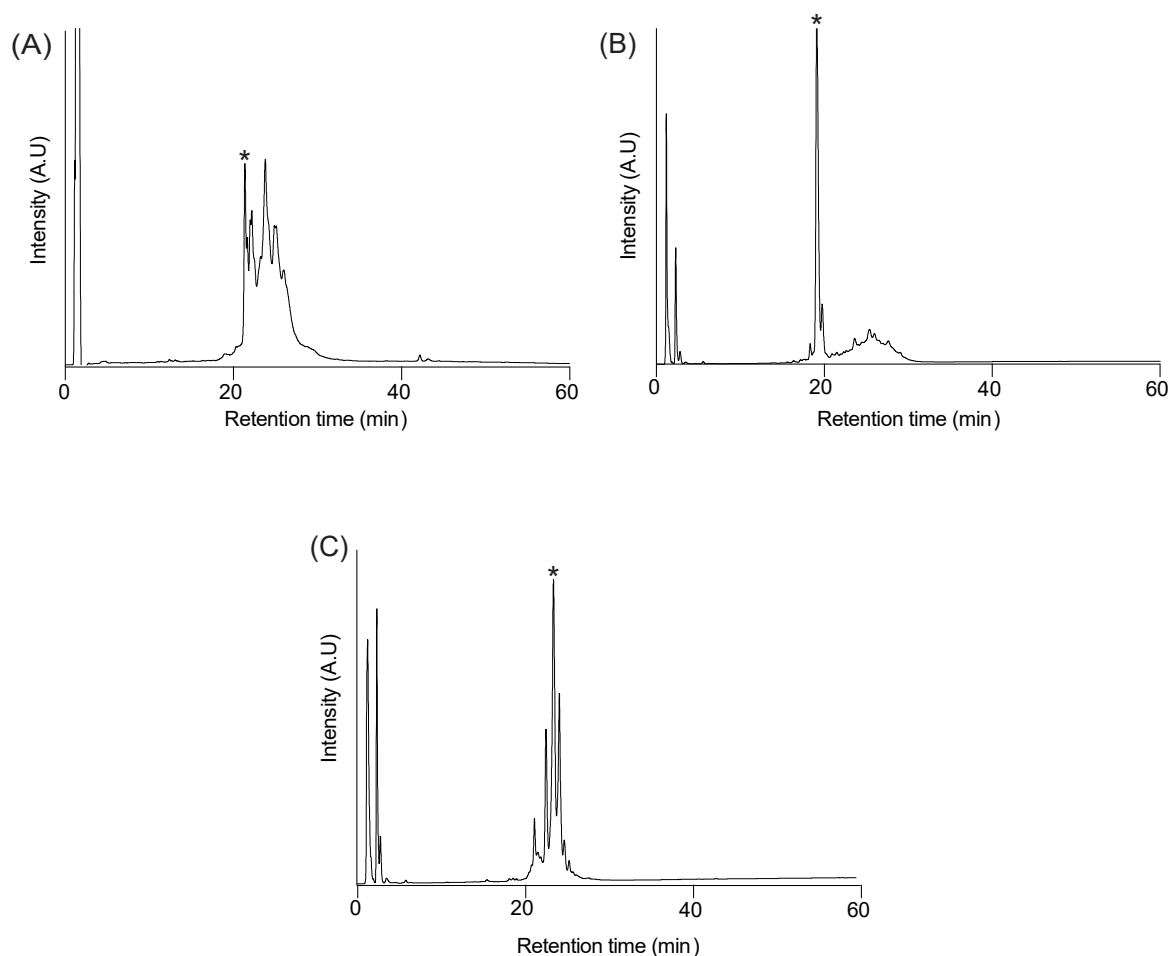 (A)
*
Intensity (A.U)
0 20 40 60
Retention time (min)
(B)
*
Intensity (A.U)
0 20 40 60
Retention time (min)
(C)
*
Intensity (A.U)
0 20 40 60
Retention time (min)